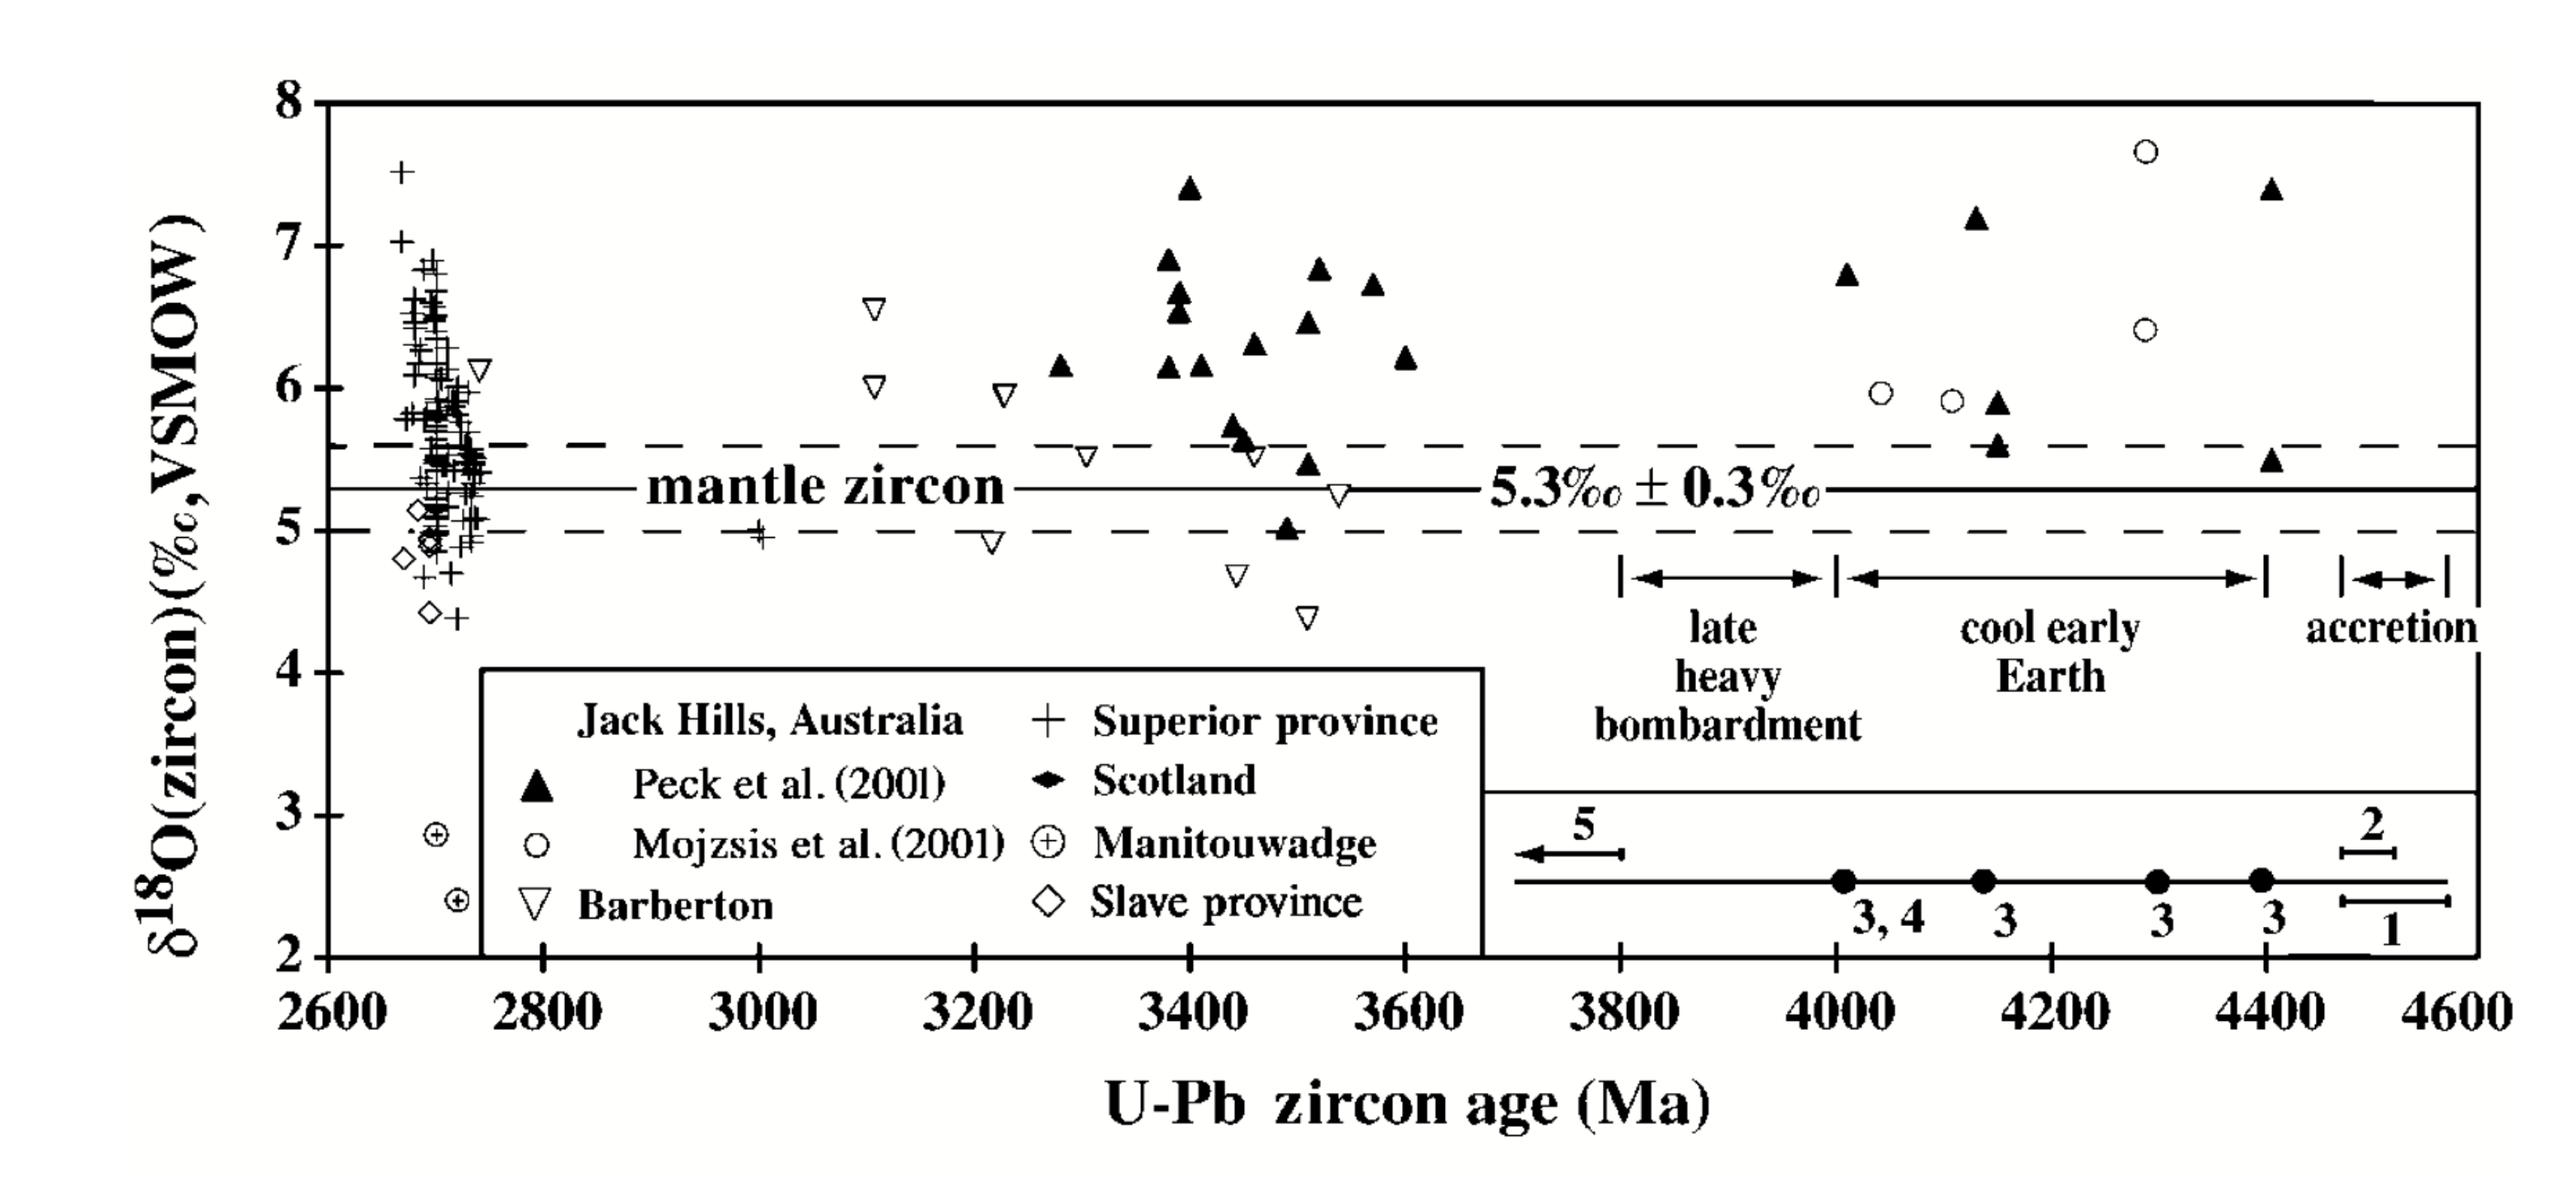 8
7
6
5
4
3
2
δ18O(zircon)(‰,VSMOW)
mantle zircon
5.3‰ ± 0.3‰
late
heavy
bombardment
cool early
Earth
accretion
Jack Hills, Australia
Peck et al. (2001)
Mojzsis et al. (2001)
Barberton
Superior province
Scotland
Manitouwadge
Slave province
5
2
3, 4
3
3
3
1
2600 2800 3000 3200 3400 3600 3800 4000 4200 4400 4600
U-Pb zircon age (Ma)